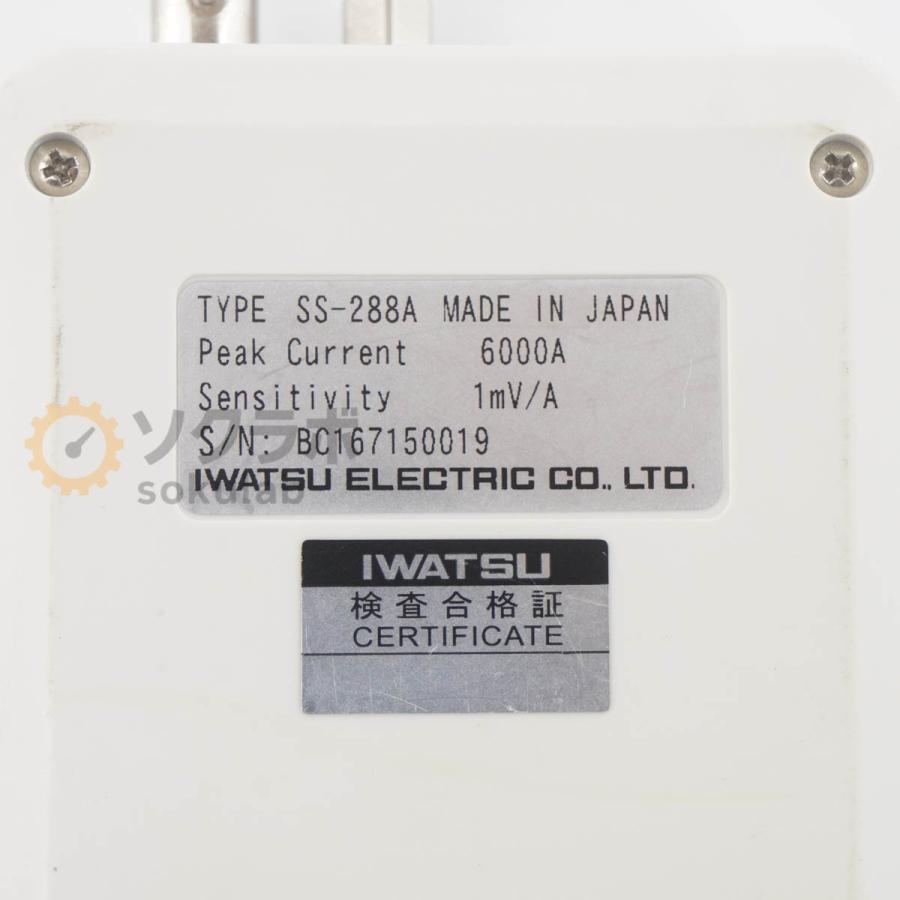 TYPE SS-288A MADE IN JAPAN
Peak Current 6000A
Sensitivity 1mV/A
ソクラボ
S/N: BC167150019
sokulab
IWATSU ELECTRIC CO., LTD.
IWATSU
検査合格証
CERTIFICATE